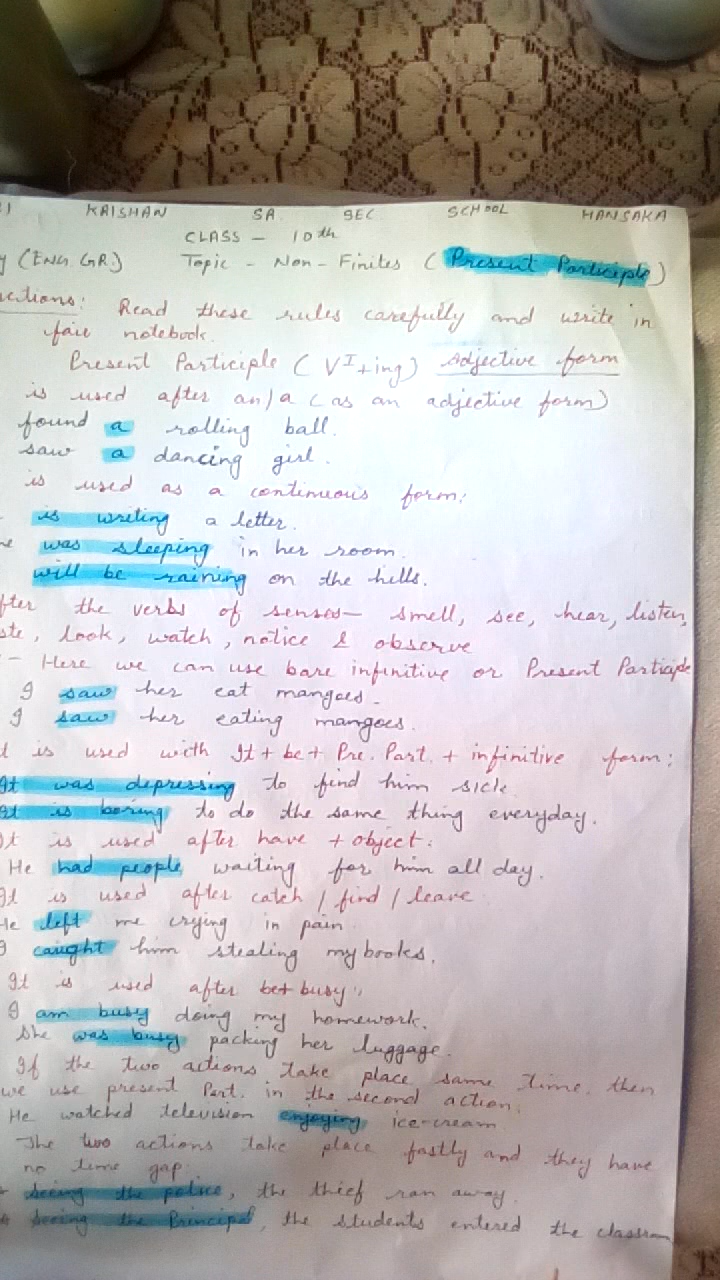 KRISHAN SR. SEC SCHOOL HANSAKA
CLASS - 10th
(ENG. GR) Topic - Non-Finites (Present Participle)
Read these rules carefully and write in
fair notebook.
Present Participle (VI+ing) Adjective form
is used after an/a (as an adjective form)
found a rolling ball.
saw a dancing girl.
is used as a continueous form:
is writing a letter.
was sleeping in her room.
will be raining on the hills.
the verbs of senses— smell, see, hear, listen,
look, watch, notice & observe
- Here we can use bare infinitive or Present Participle
I saw her eat mangoes.
I saw her eating mangoes.
is used with It + be + Pre. Part. + infinitive form:
It was depressing to find him sick.
It is boring to do the same thing everyday.
It is used after have + object:
He had people waiting for him all day.
It is used after catch / find / leave
He left me crying in pain
I caught him stealing my books.
It is used after be+ busy:
I am busy doing my homework.
She was busy packing her luggage.
If the two actions take place same time, then
we use present Part. in the second action:
He watched television enjoying ice-cream
The two actions take place fastly and they have
no time gap.
seeing the police, the thief ran away.
seeing the Principal, the students entered the classroom